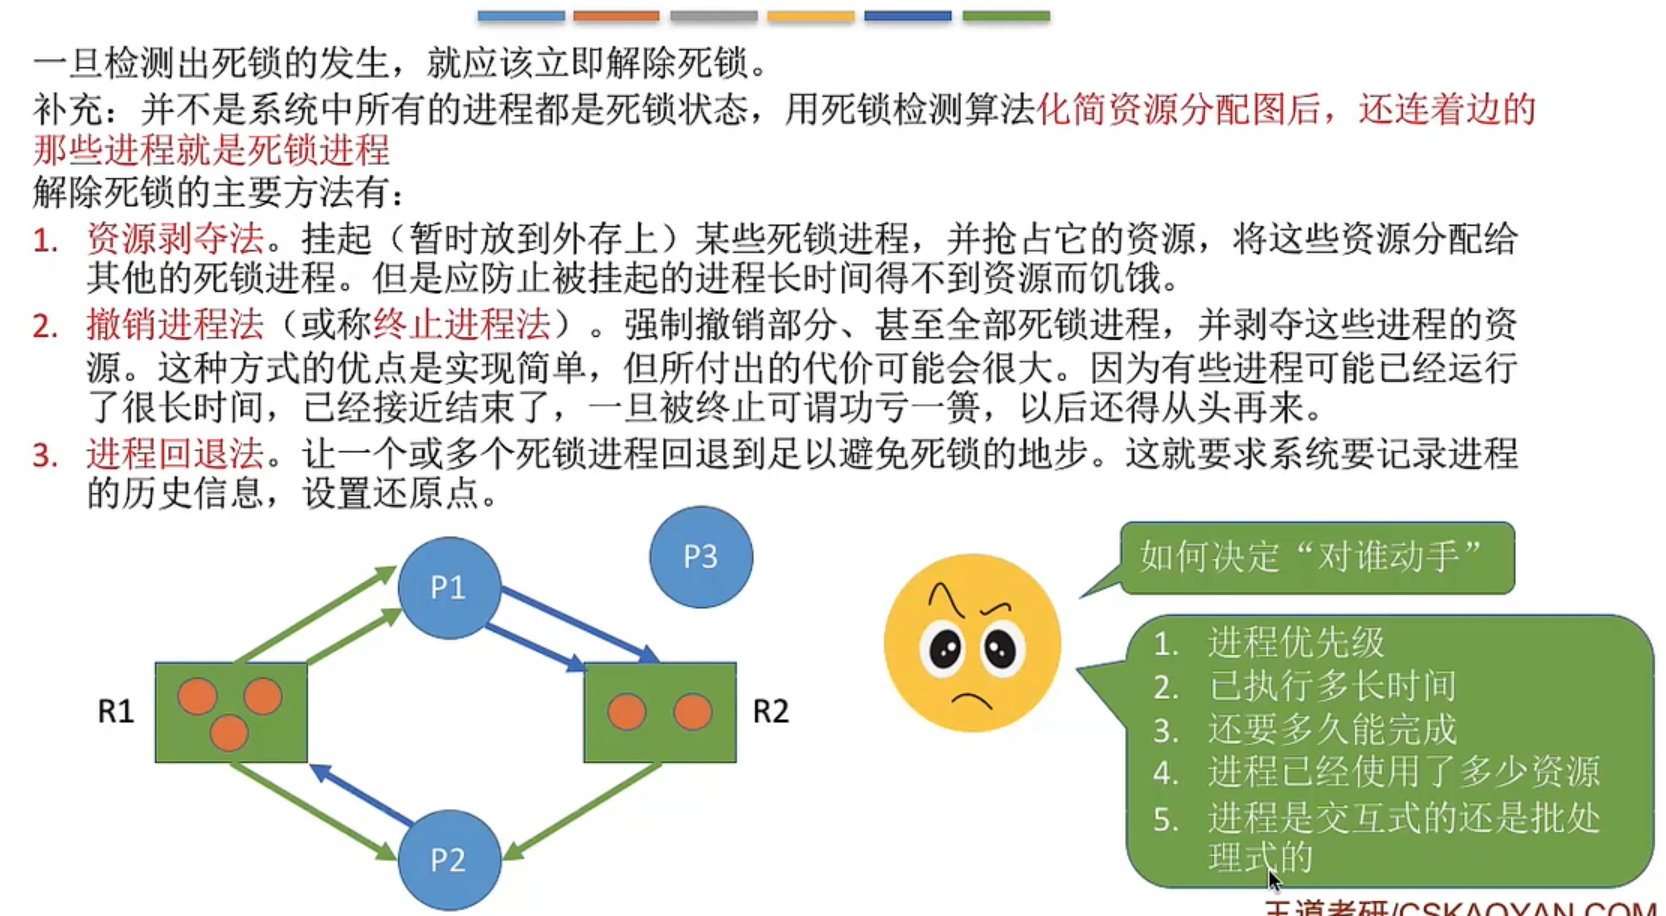 一旦检测出死锁的发生，就应该立即解除死锁。
补充：并不是系统中所有的进程都是死锁状态，用死锁检测算法化简资源分配图后，还连着边的
那些进程就是死锁进程
解除死锁的主要方法有：
1. 资源剥夺法。挂起（暂时放到外存上）某些死锁进程，并抢占它的资源，将这些资源分配给
其他的死锁进程。但是应防止被挂起的进程长时间得不到资源而饥饿。
2. 撤销进程法（或称终止进程法）。强制撤销部分、甚至全部死锁进程，并剥夺这些进程的资
源。这种方式的优点是实现简单，但所付出的代价可能会很大。因为有些进程可能已经运行
了很长时间，已经接近结束了，一旦被终止可谓功亏一篑，以后还得从头再来。
3. 进程回退法。让一个或多个死锁进程回退到足以避免死锁的地步。这就要求系统要记录进程
的历史信息，设置还原点。
P1
P3
R1
R2
P2
如何决定“对谁动手”
1. 进程优先级
2. 已执行多长时间
3. 还要多久能完成
4. 进程已经使用了多少资源
5. 进程是交互式的还是批处
理式的
王道考研/CSKAOYAN.COM